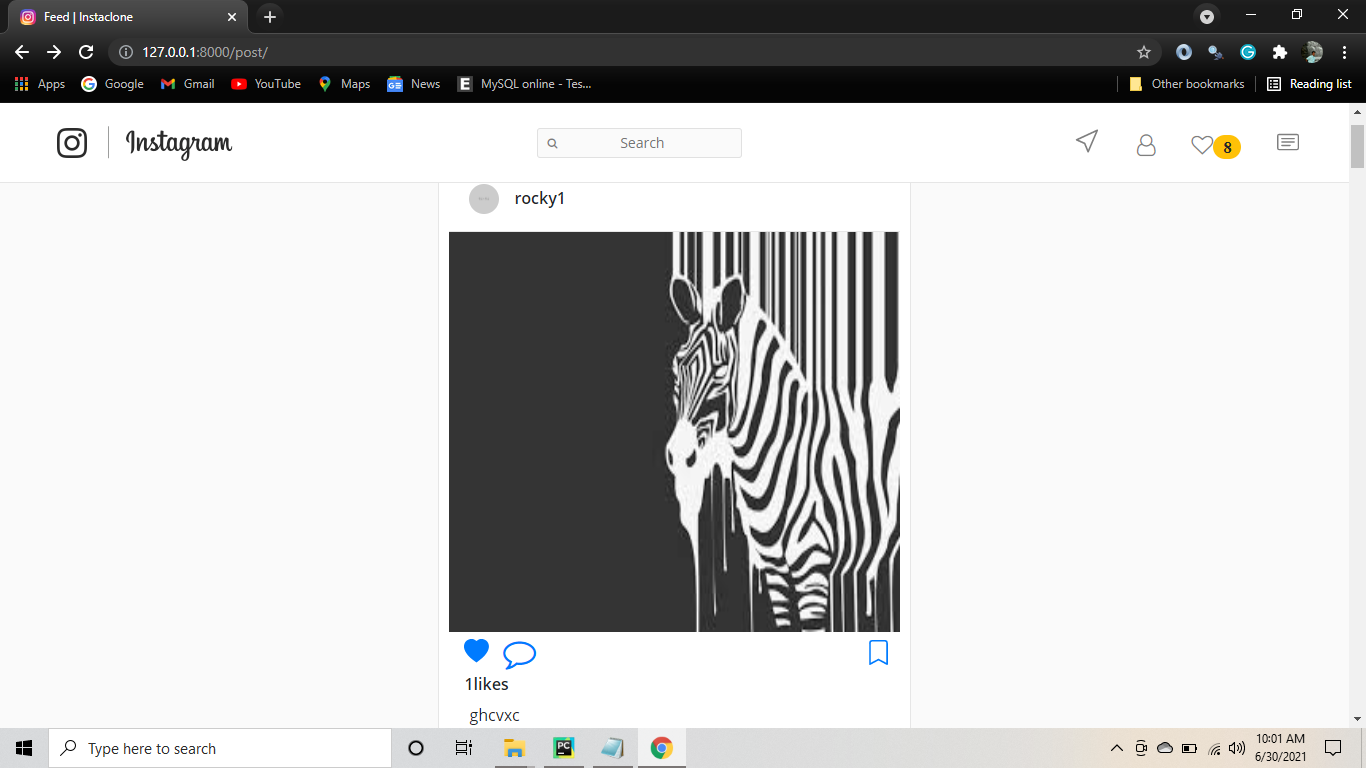 Feed | Instaclone
127.0.0.1:8000/post/
Apps Google Gmail YouTube Maps News E MySQL online - Tes... Other bookmarks Reading list
Instagram Search 8
rocky1
1likes
ghcvxc
Type here to search PC 10:01 AM
6/30/2021